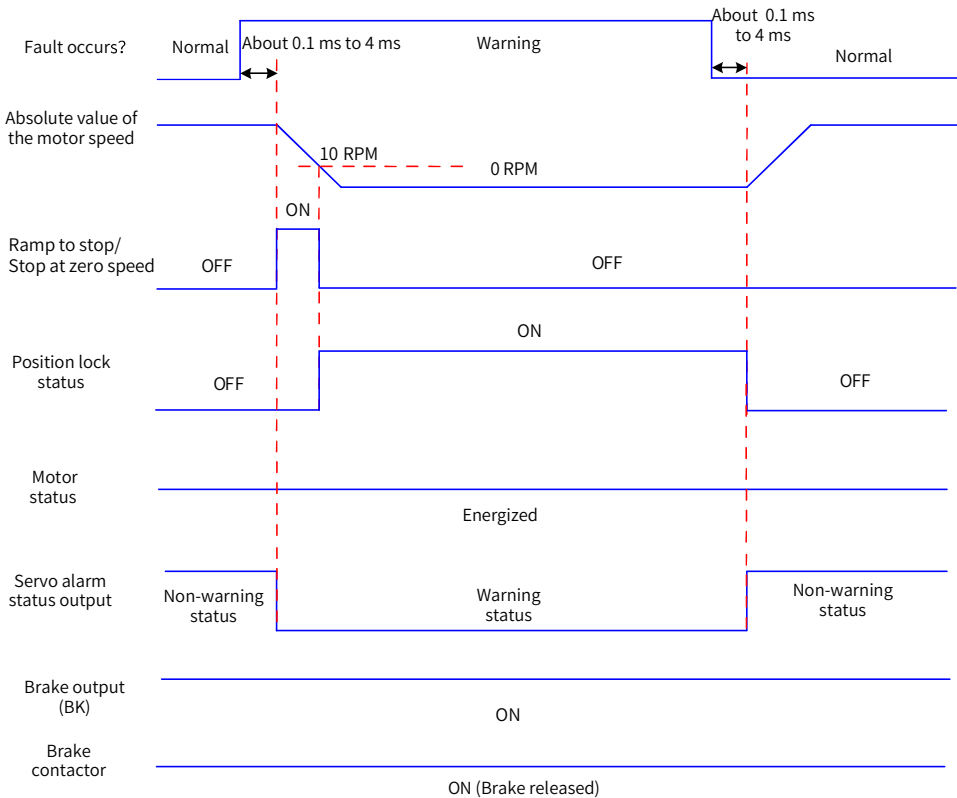 Fault occurs?
Normal
About 0.1 ms to 4 ms
Warning
About 0.1 ms
to 4 ms
Normal
Absolute value of
the motor speed
10 RPM
0 RPM
Ramp to stop/
Stop at zero speed
OFF
ON
OFF
Position lock
status
OFF
ON
OFF
Motor
status
Energized
Servo alarm
status output
Non-warning
status
Warning
status
Non-warning
status
Brake output
(BK)
ON
Brake
contactor
ON (Brake released)